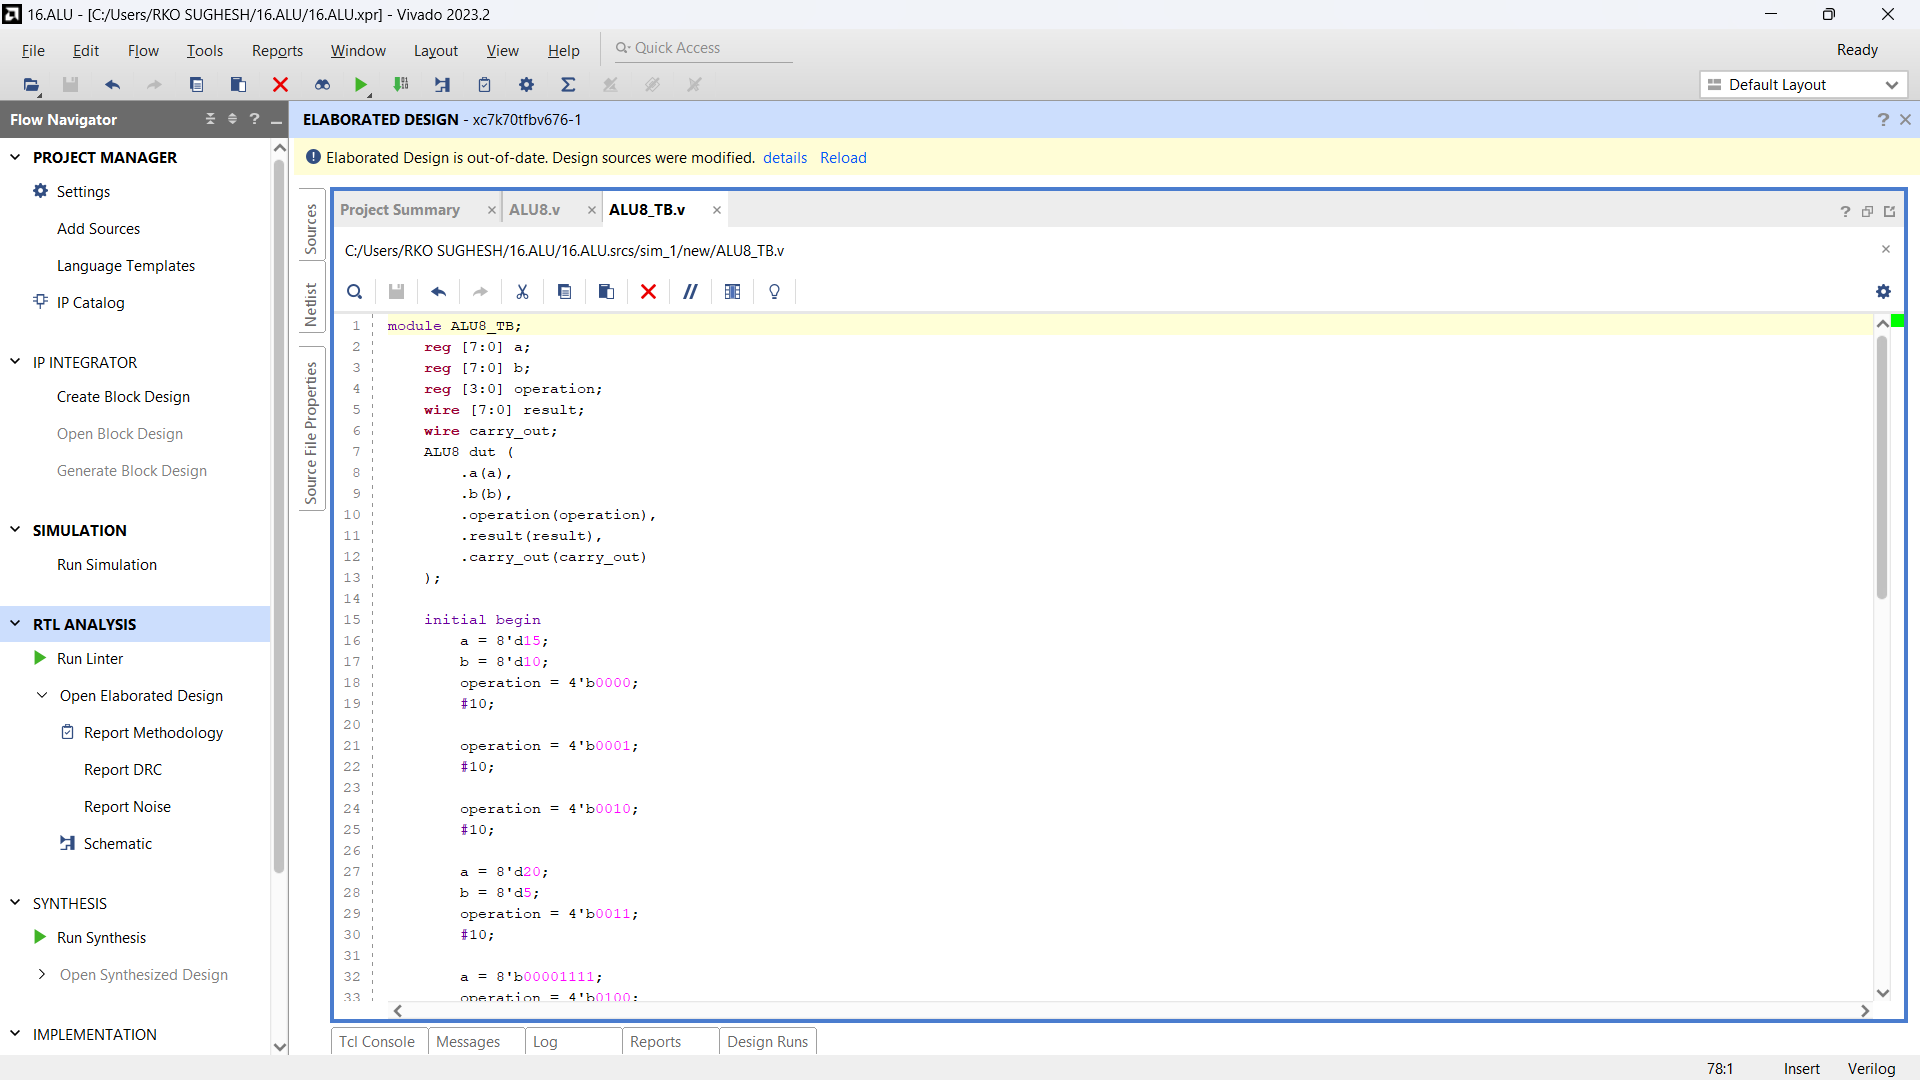 16.ALU - [C:/Users/RKO SUGHESH/16.ALU/16.ALU.xpr] - Vivado 2023.2
File Edit Flow Tools Reports Window Layout View Help Quick Access Ready
Default Layout
Flow Navigator
PROJECT MANAGER
Settings
Add Sources
Language Templates
IP Catalog
IP INTEGRATOR
Create Block Design
Open Block Design
Generate Block Design
SIMULATION
Run Simulation
RTL ANALYSIS
Run Linter
Open Elaborated Design
Report Methodology
Report DRC
Report Noise
Schematic
SYNTHESIS
Run Synthesis
Open Synthesized Design
IMPLEMENTATION
ELABORATED DESIGN - xc7k70tfbv676-1
Elaborated Design is out-of-date. Design sources were modified. details Reload
Sources
Netlist
Source File Properties
Project Summary ALU8.v ALU8_TB.v
C:/Users/RKO SUGHESH/16.ALU/16.ALU.srcs/sim_1/new/ALU8_TB.v
1 module ALU8_TB;
2 reg [7:0] a;
3 reg [7:0] b;
4 reg [3:0] operation;
5 wire [7:0] result;
6 wire carry_out;
7 ALU8 dut (
8 .a(a),
9 .b(b),
10 .operation(operation),
11 .result(result),
12 .carry_out(carry_out)
13 );
14
15 initial begin
16 a = 8'd15;
17 b = 8'd10;
18 operation = 4'b0000;
19 #10;
20
21 operation = 4'b0001;
22 #10;
23
24 operation = 4'b0010;
25 #10;
26
27 a = 8'd20;
28 b = 8'd5;
29 operation = 4'b0011;
30 #10;
31
32 a = 8'b00001111;
33 operation = 4'b0100;
Tcl Console Messages Log Reports Design Runs
78:1 Insert Verilog